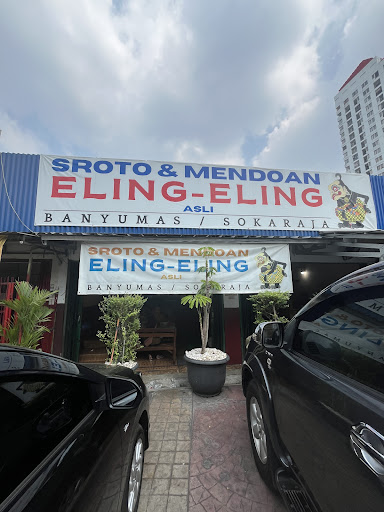 SROTO & MENDOAN
ELING-ELING
ASLI
BANYUMAS / SOKARAJA
SROTO & MENDOAN
ELING-ELING
ASLI
BANYUMAS / SOKARAJA